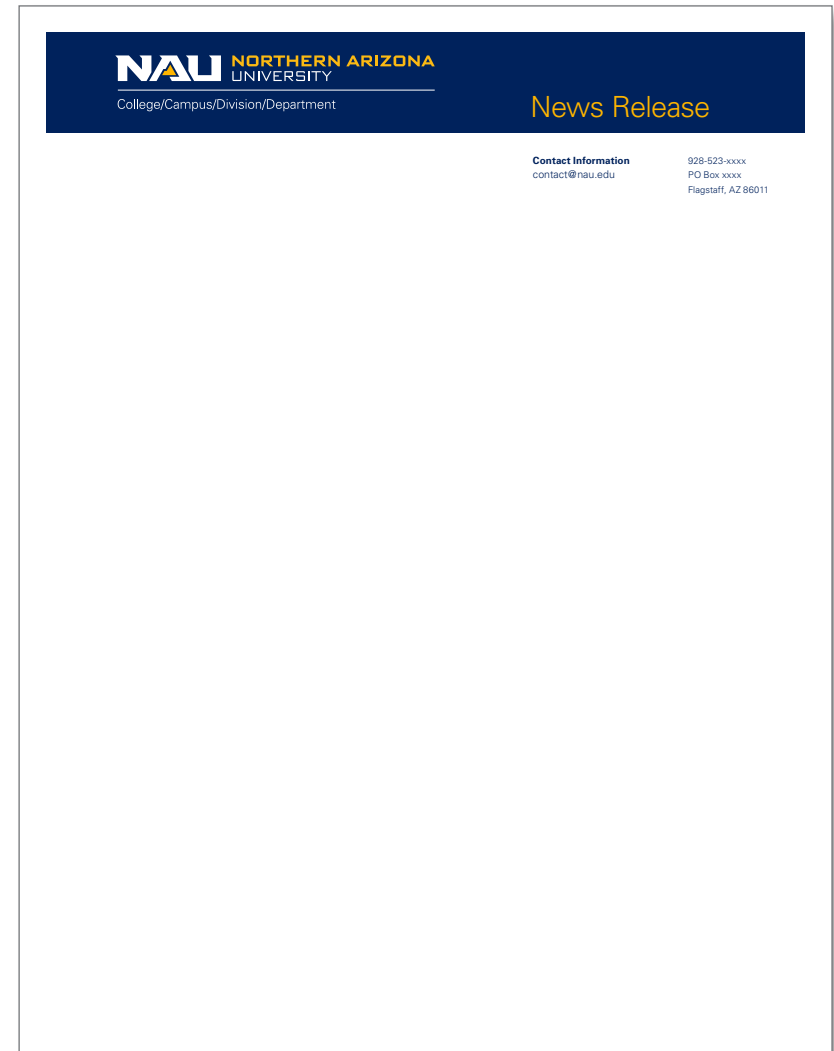 NAU NORTHERN ARIZONA
UNIVERSITY
College/Campus/Division/Department
News Release
Contact Information
contact@nau.edu
928-523-xxxx
PO Box xxxx
Flagstaff, AZ 86011